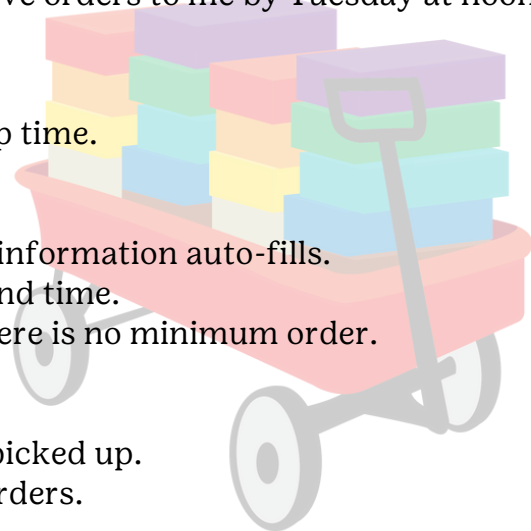 ve orders to me by Tuesday at noon
p time.
information auto-fills.
nd time.
ere is no minimum order.
picked up.
rders.